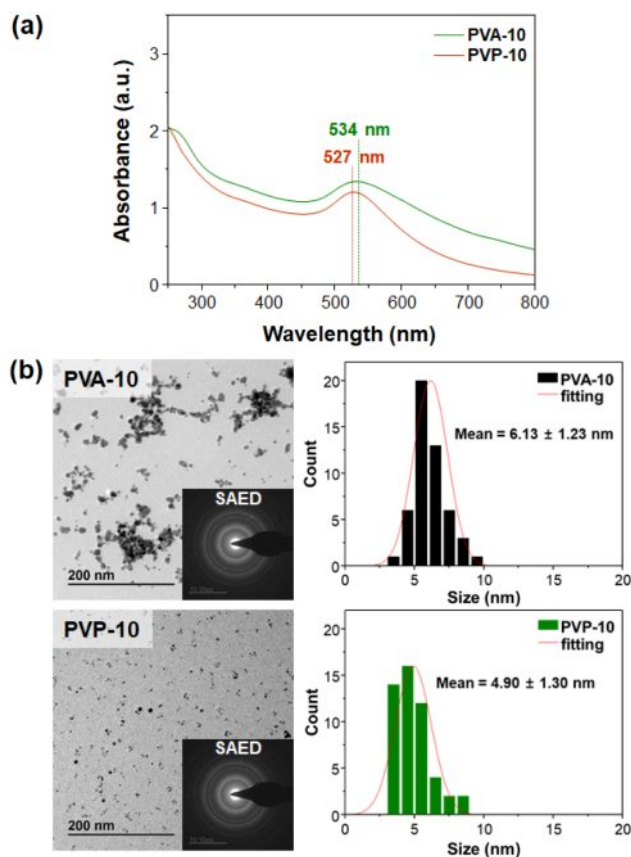 (a)
PVA-10
PVP-10
534 nm
527 nm
Absorbance (a.u.)
3
2
1
0
300 400 500 600 700 800
Wavelength (nm)
(b)
PVA-10
SAED
200 nm
PVA-10
fitting
Mean = 6.13 ± 1.23 nm
Count
20
15
10
5
0
0 5 10 15 20
Size (nm)
PVP-10
SAED
200 nm
PVP-10
fitting
Mean = 4.90 ± 1.30 nm
Count
20
15
10
5
0
0 5 10 15 20
Size (nm)